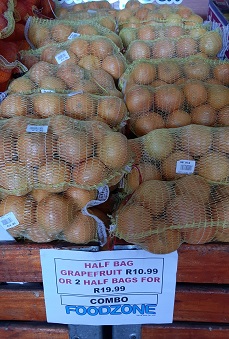 HALF BAG
GRAPEFRUIT R10.99
OR 2 HALF BAGS FOR
R19.99
COMBO
FOODZONE